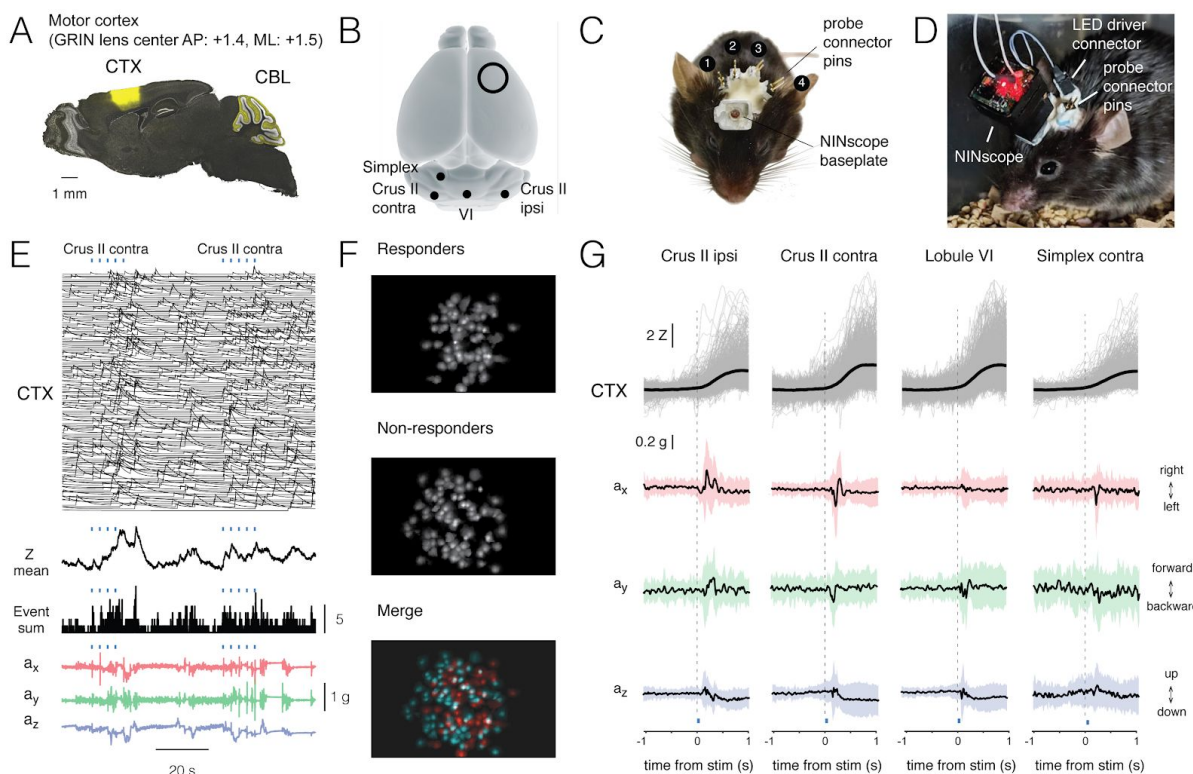 A
Motor cortex
(GRIN lens center AP: +1.4, ML: +1.5)
CTX
CBL
1 mm
B
Simplex
Crus II
contra
VI
Crus II
ipsi
C
1
2
3
4
probe
connector
pins
NINscope
baseplate
D
LED driver
connector
probe
connector
pins
NINscope
E
Crus II contra
Crus II contra
CTX
Z
mean
Event
sum
5
ax
ay
az
1 g
20 s
F
Responders
Non-responders
Merge
G
Crus II ipsi
Crus II contra
Lobule VI
Simplex contra
2 Z
CTX
0.2 g
ax
right
left
ay
forward
backward
az
up
down
-1 0 1
-1 0 1
-1 0 1
-1 0 1
time from stim (s)
time from stim (s)
time from stim (s)
time from stim (s)